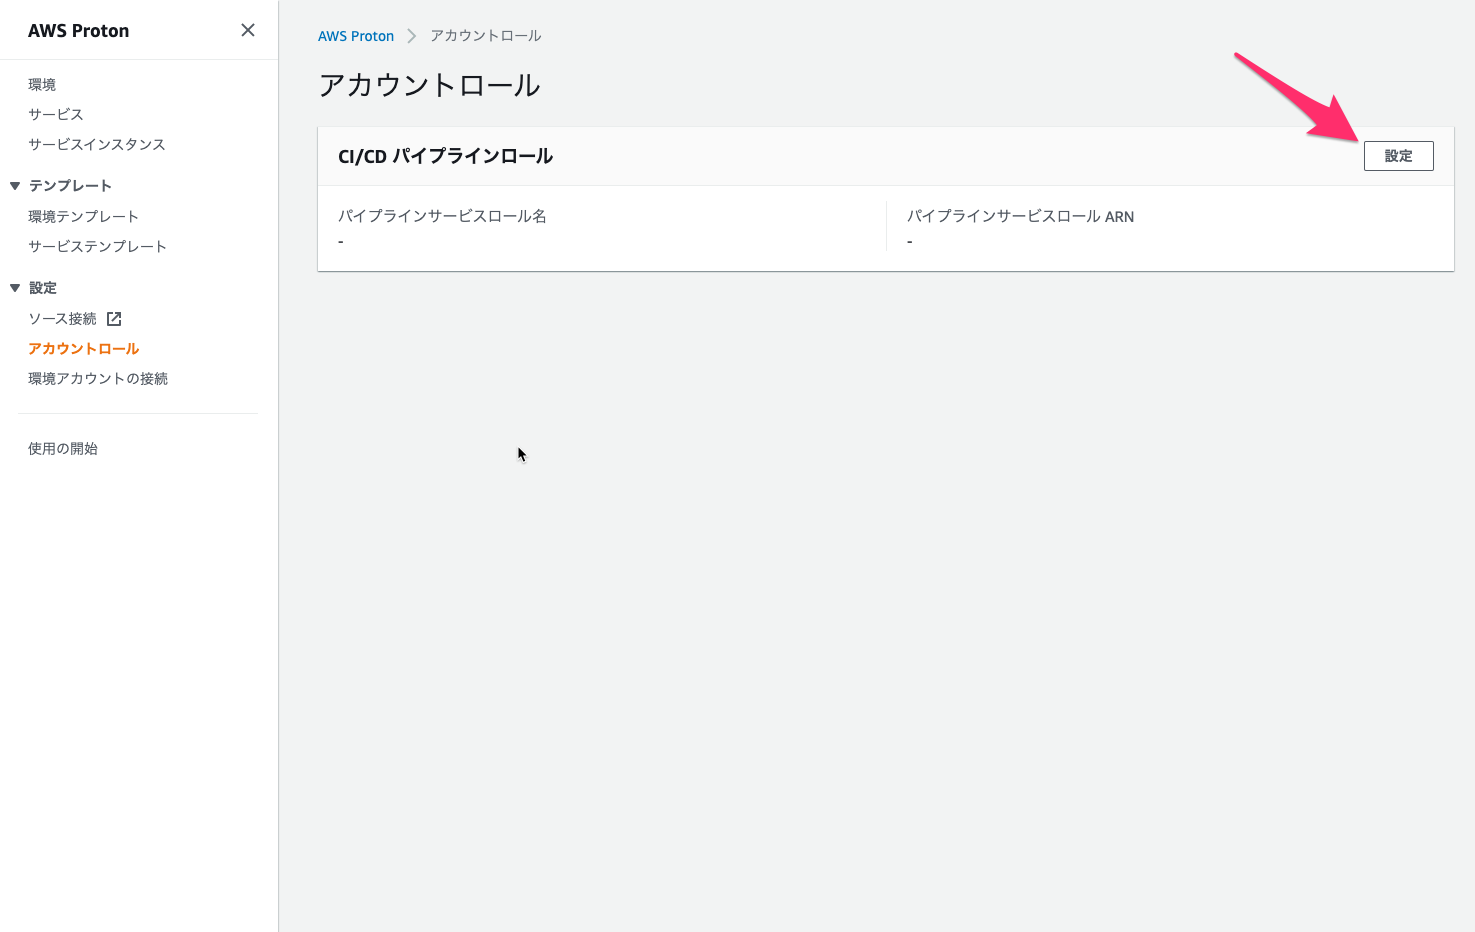 AWS Proton
環境
サービス
サービスインスタンス
テンプレート
環境テンプレート
サービステンプレート
設定
ソース接続
アカウントロール
環境アカウントの接続
使用の開始
AWS Proton アカウントロール
アカウントロール
CI/CD パイプラインロール
設定
パイプラインサービスロール名
-
パイプラインサービスロール ARN
-